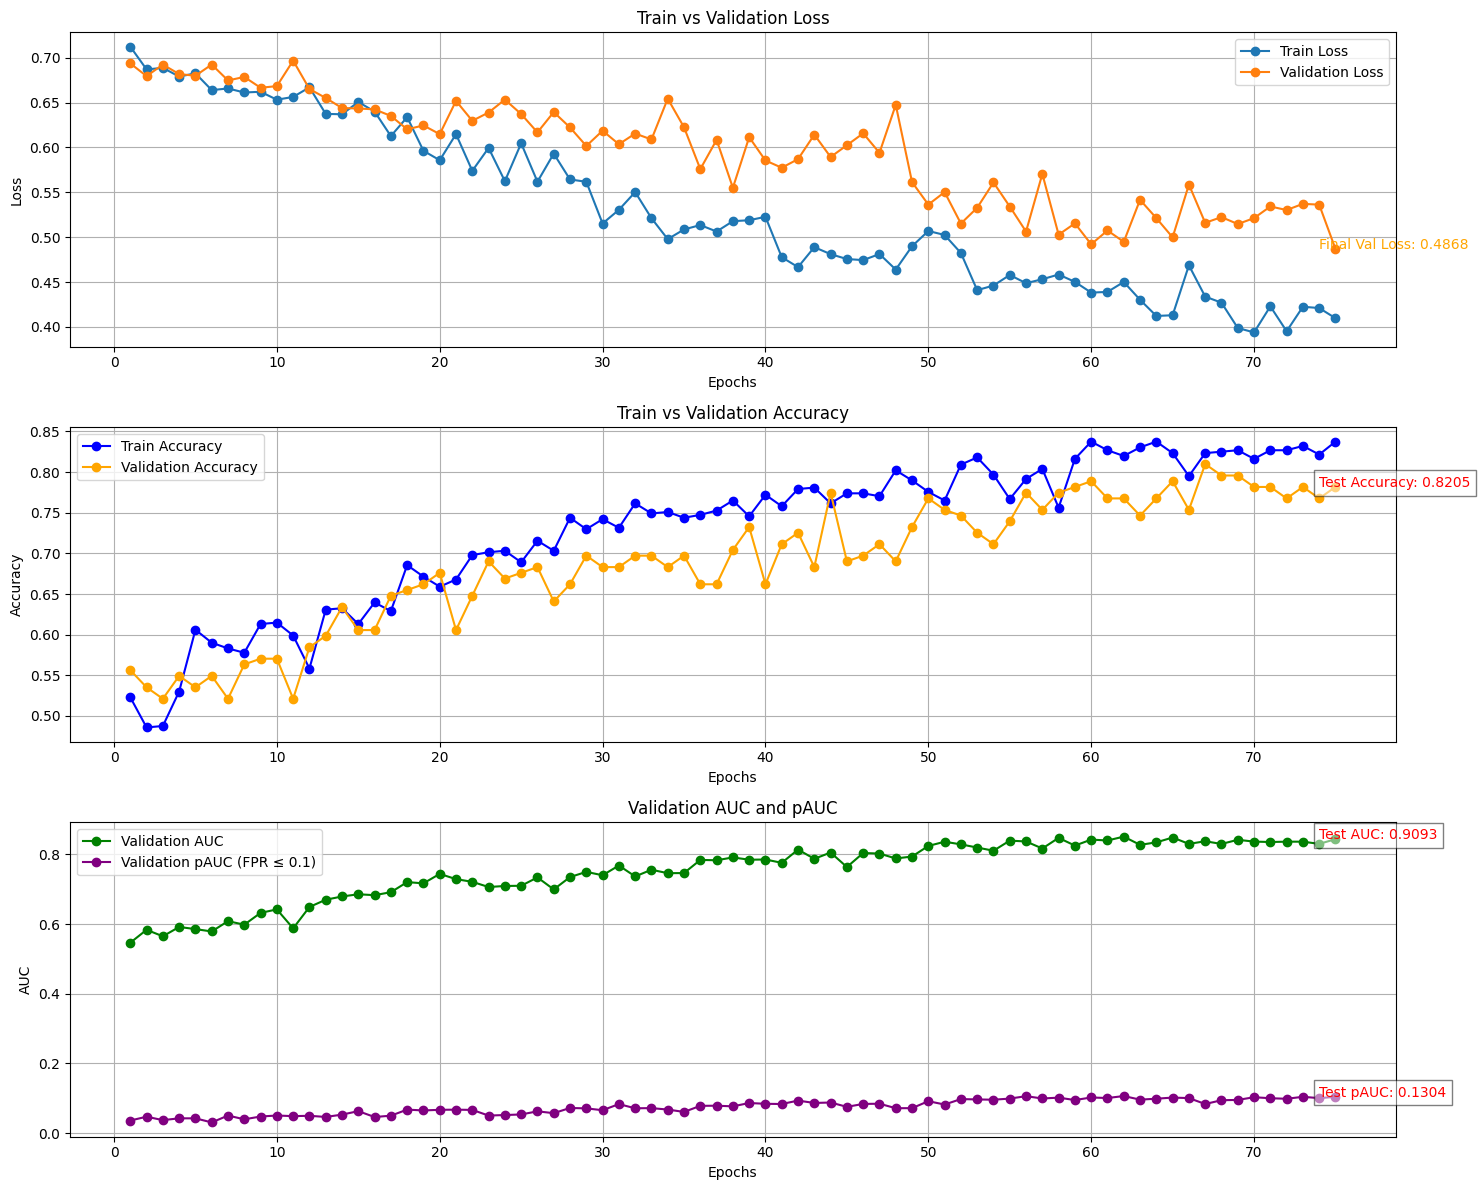 Train vs Validation Loss
Train Loss
Validation Loss
0.70
0.65
0.60
0.55
0.50
0.45
0.40
Loss
Final Val Loss: 0.4868
0 10 20 30 40 50 60 70
Epochs
Train vs Validation Accuracy
Train Accuracy
Validation Accuracy
0.85
0.80
0.75
0.70
0.65
0.60
0.55
0.50
Accuracy
Test Accuracy: 0.8205
0 10 20 30 40 50 60 70
Epochs
Validation AUC and pAUC
Validation AUC
Validation pAUC (FPR ≤ 0.1)
0.8
0.6
0.4
0.2
0.0
AUC
Test AUC: 0.9093
Test pAUC: 0.1304
0 10 20 30 40 50 60 70
Epochs